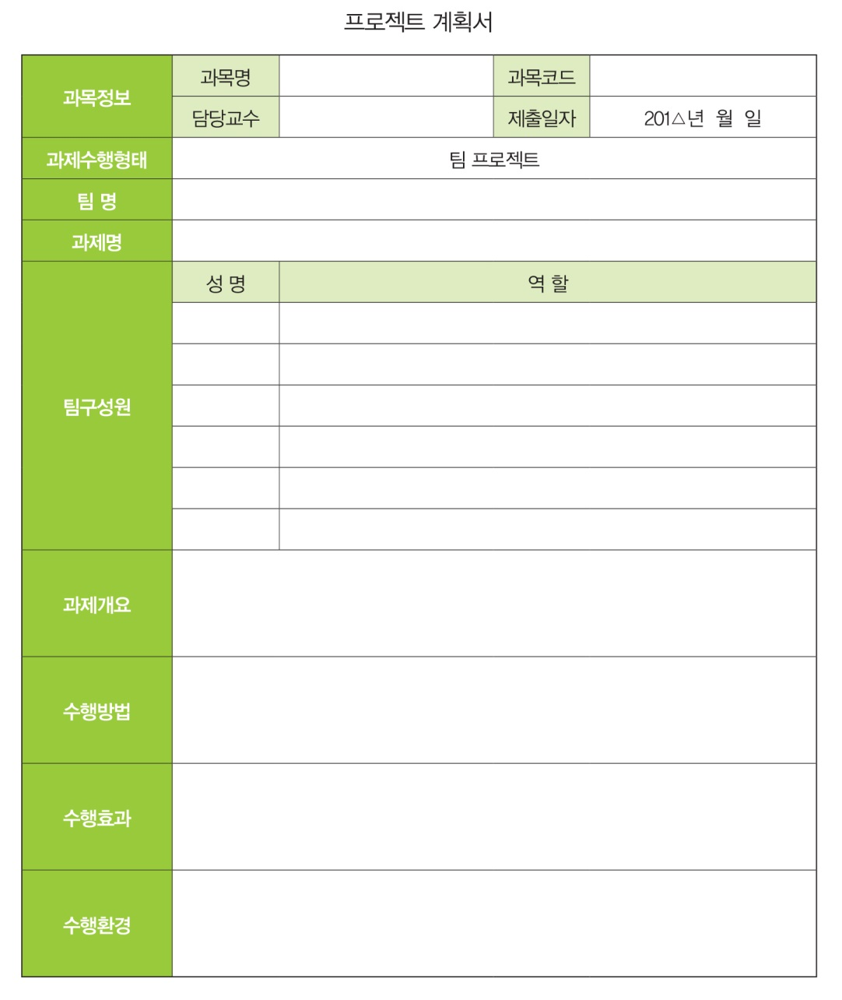 프로젝트 계획서
과목정보
과목명
과목코드
담당교수
제출일자
201△년 월 일
과제수행형태
팀 프로젝트
팀 명
과제명
팀구성원
성 명
역 할
과제개요
수행방법
수행효과
수행환경